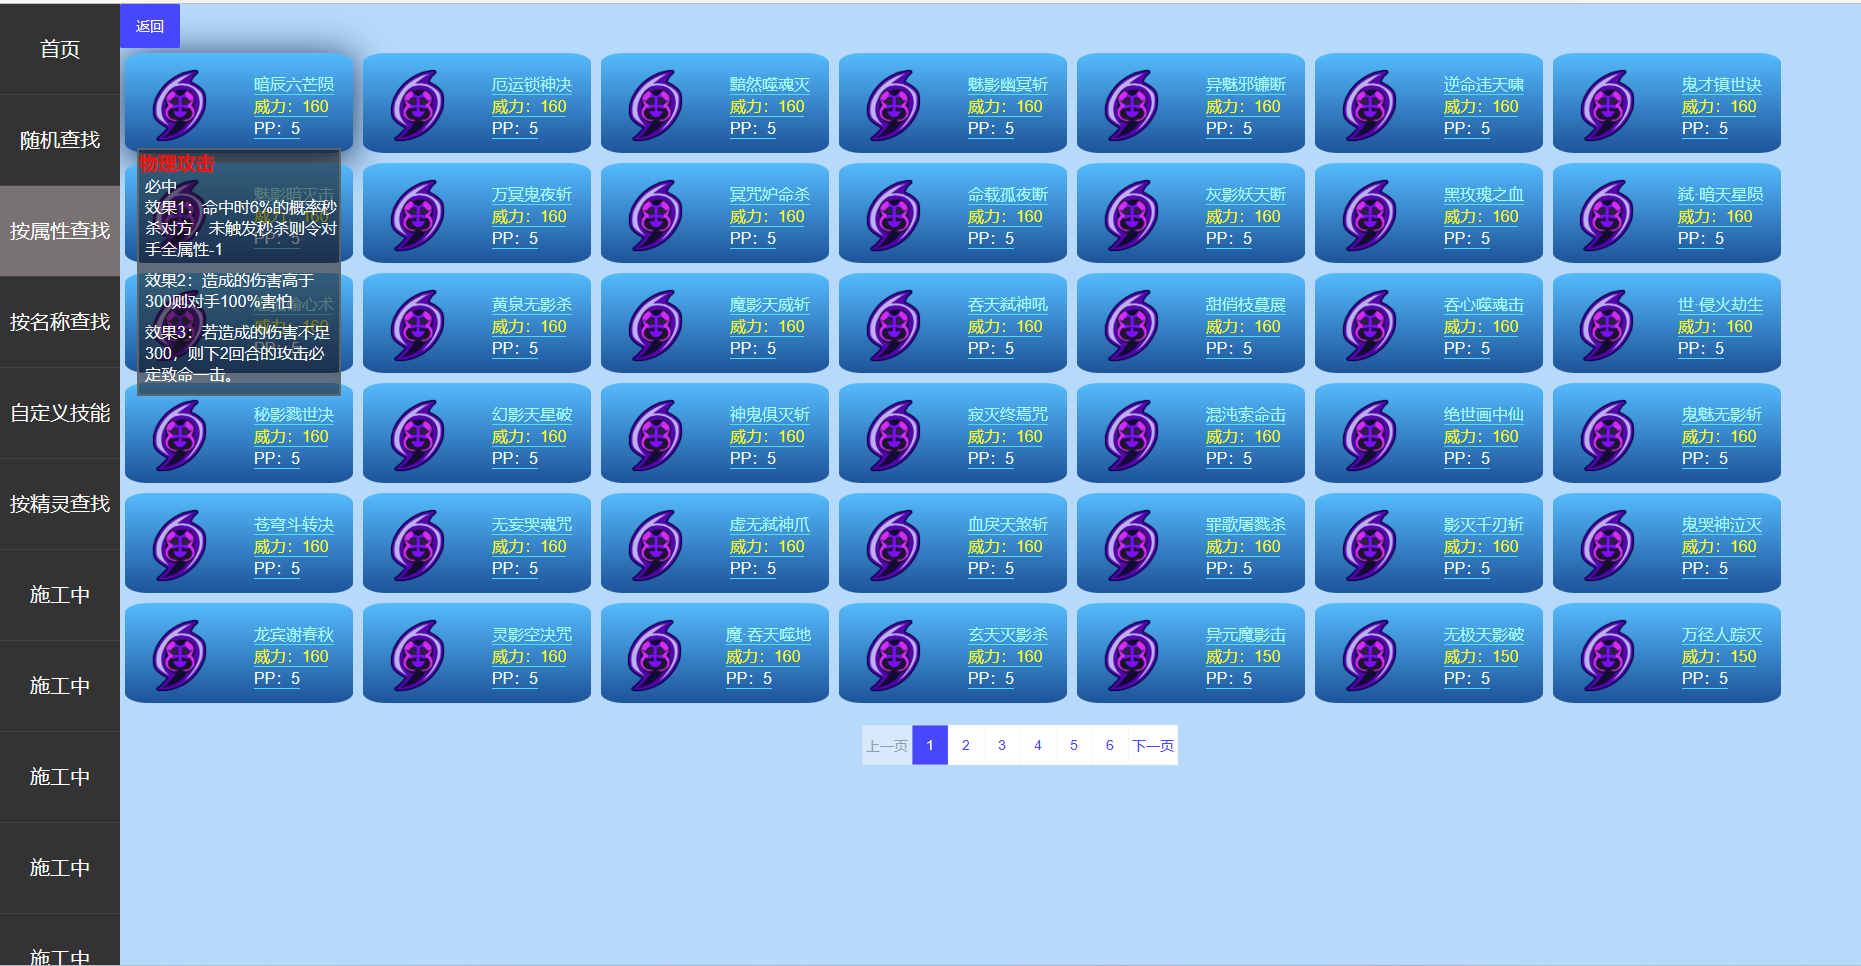 返回
首页
随机查找
按属性查找
按名称查找
自定义技能
按精灵查找
施工中
施工中
施工中
施工中
施工中
暗辰六芒陨
威力：160
PP：5
厄运锁神决
威力：160
PP：5
黯然噬魂灭
威力：160
PP：5
魅影幽冥斩
威力：160
PP：5
异魅邪镰断
威力：160
PP：5
逆命违天啸
威力：160
PP：5
鬼才镇世诀
威力：160
PP：5
物理攻击
必中
效果1：命中时6%的概率秒
杀对方，未触发秒杀则令对
手全属性-1
效果2：造成的伤害高于
300则对手100%害怕
效果3：若造成的伤害不足
300，则下2回合的攻击必
定致命一击。
魅影暗灭击
威力：160
PP：5
万冥鬼夜斩
威力：160
PP：5
冥咒妒命杀
威力：160
PP：5
命载孤夜断
威力：160
PP：5
灰影妖天断
威力：160
PP：5
黑玫瑰之血
威力：160
PP：5
弑·暗天星陨
威力：160
PP：5
心术
160
PP：5
黄泉无影杀
威力：160
PP：5
魔影天威斩
威力：160
PP：5
吞天弑神吼
威力：160
PP：5
甜俏枝蔓展
威力：160
PP：5
吞心噬魂击
威力：160
PP：5
世·侵火劫生
威力：160
PP：5
秘影戮世决
威力：160
PP：5
幻影天星破
威力：160
PP：5
神鬼俱灭斩
威力：160
PP：5
寂灭终焉咒
威力：160
PP：5
混沌索命击
威力：160
PP：5
绝世画中仙
威力：160
PP：5
鬼魅无影斩
威力：160
PP：5
苍穹斗转决
威力：160
PP：5
无妄哭魂咒
威力：160
PP：5
虚无弑神爪
威力：160
PP：5
血戾天煞斩
威力：160
PP：5
罪歌屠戮杀
威力：160
PP：5
影灭千刃斩
威力：160
PP：5
鬼哭神泣灭
威力：160
PP：5
龙宾谢春秋
威力：160
PP：5
灵影空决咒
威力：160
PP：5
魔·吞天噬地
威力：160
PP：5
玄天灭影杀
威力：160
PP：5
异元魔影击
威力：150
PP：5
无极天影破
威力：150
PP：5
万径人踪灭
威力：150
PP：5
上一页 1 2 3 4 5 6 下一页